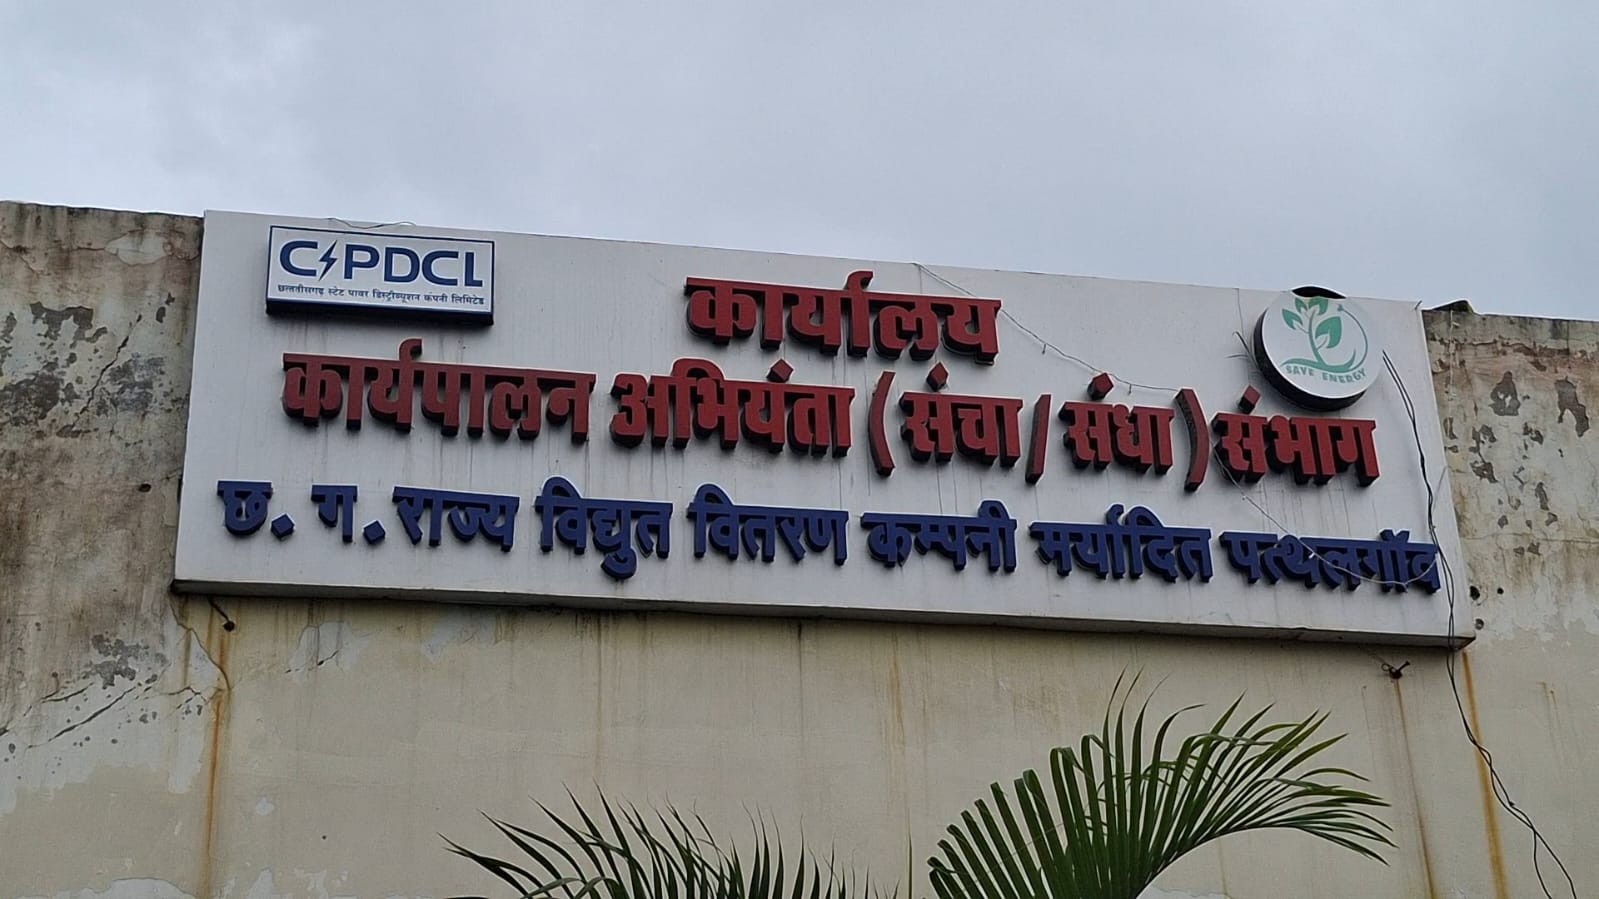 CSPDCL
छत्तीसगढ़ स्टेट पावर डिस्ट्रीब्यूशन कंपनी लिमिटेड
कार्यालय
SAVE ENERGY
कार्यपालन अभियंता (संचा/संधा) संभाग
छ. ग. राज्य विद्युत वितरण कम्पनी मर्यादित पत्थलगाँव